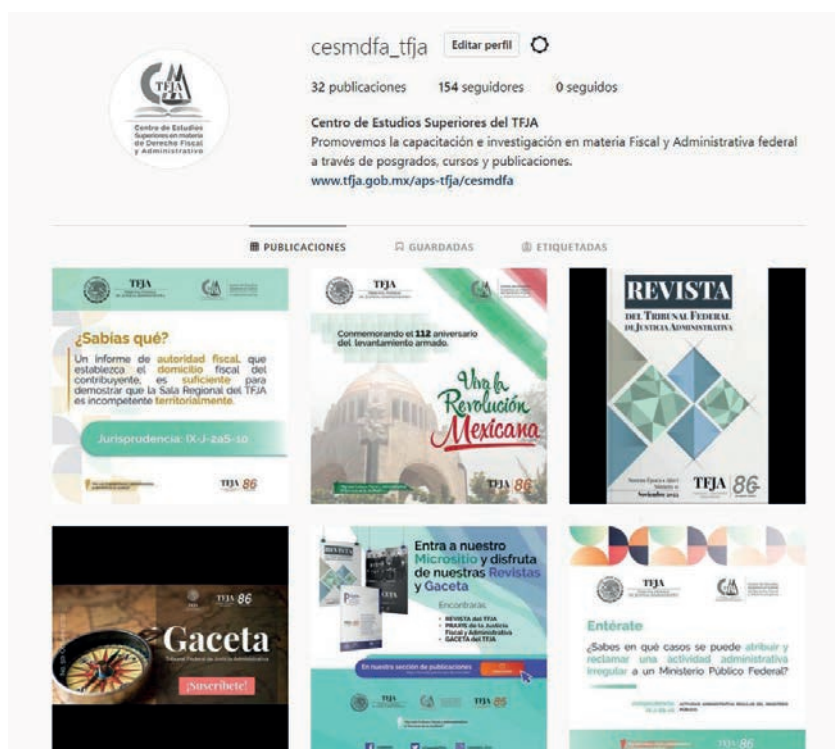 cesmdfa_tfja Editar perfil
32 publicaciones 154 seguidores 0 seguidos
TFJA
Centro de Estudios
Superiores en materia
de Derecho Fiscal
y Administrativo
Centro de Estudios Superiores del TFJA
Promovemos la capacitación e investigación en materia Fiscal y Administrativa federal
a través de posgrados, cursos y publicaciones.
www.tfja.gob.mx/aps-tfja/cesmdfa
PUBLICACIONES GUARDADAS ETIQUETADAS
TFJA
¿Sabías qué?
Un informe de autoridad fiscal, que
establezca el domicilio fiscal del
contribuyente, es suficiente para
demostrar que la Sala Regional del TFJA
es incompetente territorialmente.
Jurisprudencia: IX-J-2aS-10
TFJA 86
TFJA
Conmemorando el 112 aniversario
del levantamiento armado.
Viva la
Revolución
Mexicana
TFJA 86
REVISTA
DEL TRIBUNAL FEDERAL
DE JUSTICIA ADMINISTRATIVA
TFJA 86
TFJA 86
Gaceta
Tribunal Federal de Justicia Administrativa
¡Suscríbete!
Entra a nuestro
Micrositio y disfruta
de nuestras Revistas
y Gaceta
Encontrarás:
REVISTA del TFJA
PRAXIS de la Justicia
Fiscal y Administrativa
GACETA del TFJA
En nuestra sección de publicaciones
TFJA
TFJA 86
TFJA
Entérate
¿Sabes en qué casos se puede atribuir y
reclamar una actividad administrativa
irregular a un Ministerio Público Federal?
TFJA 86